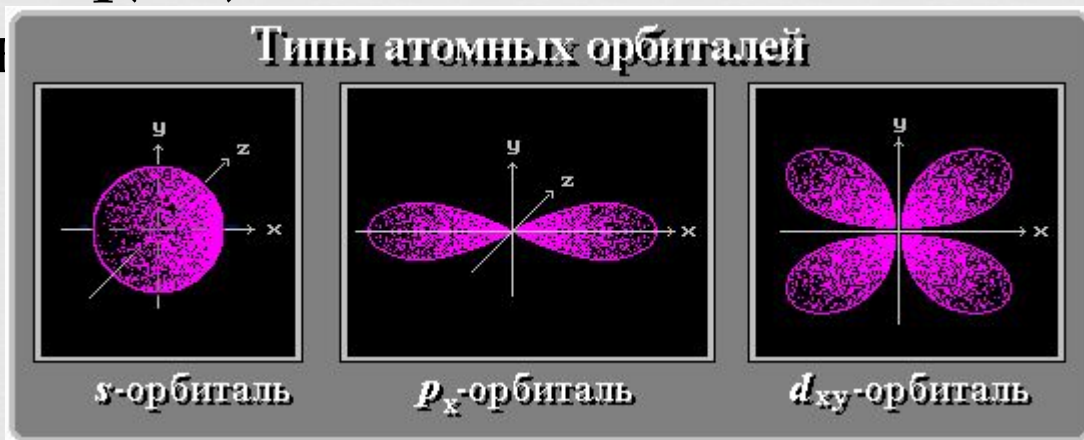 Типы атомных орбиталей
y
z
x
y
z
x
y
x
s-орбиталь
pₓ-орбиталь
dxy-орбиталь